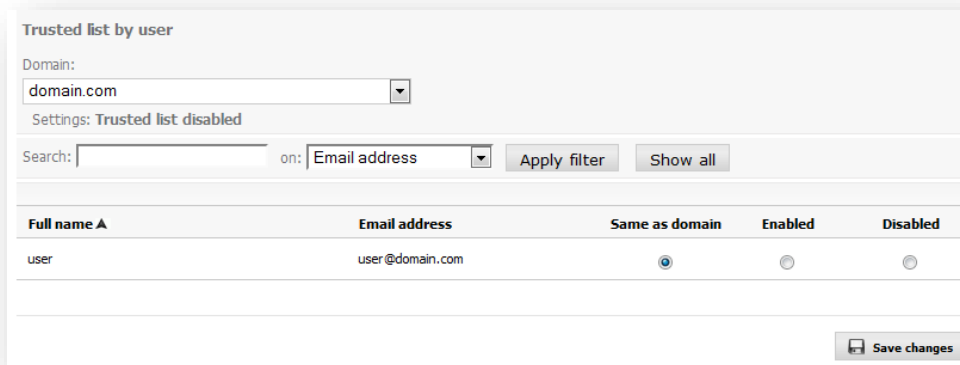 Trusted list by user
Domain:
domain.com
Settings: Trusted list disabled
Search: on: Email address Apply filter Show all
Full name Email address Same as domain Enabled Disabled
user user@domain.com
Save changes